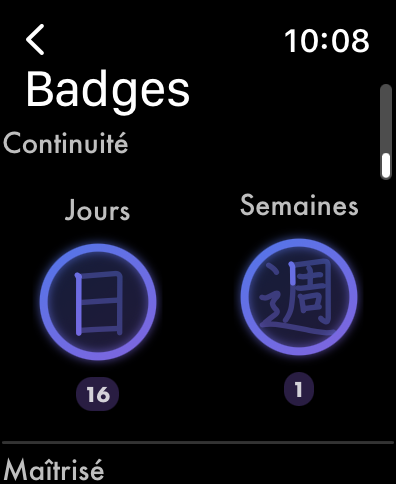 10:08
Badges
Continuité
Jours
Semaines
日
週
16
1
Maîtrisé